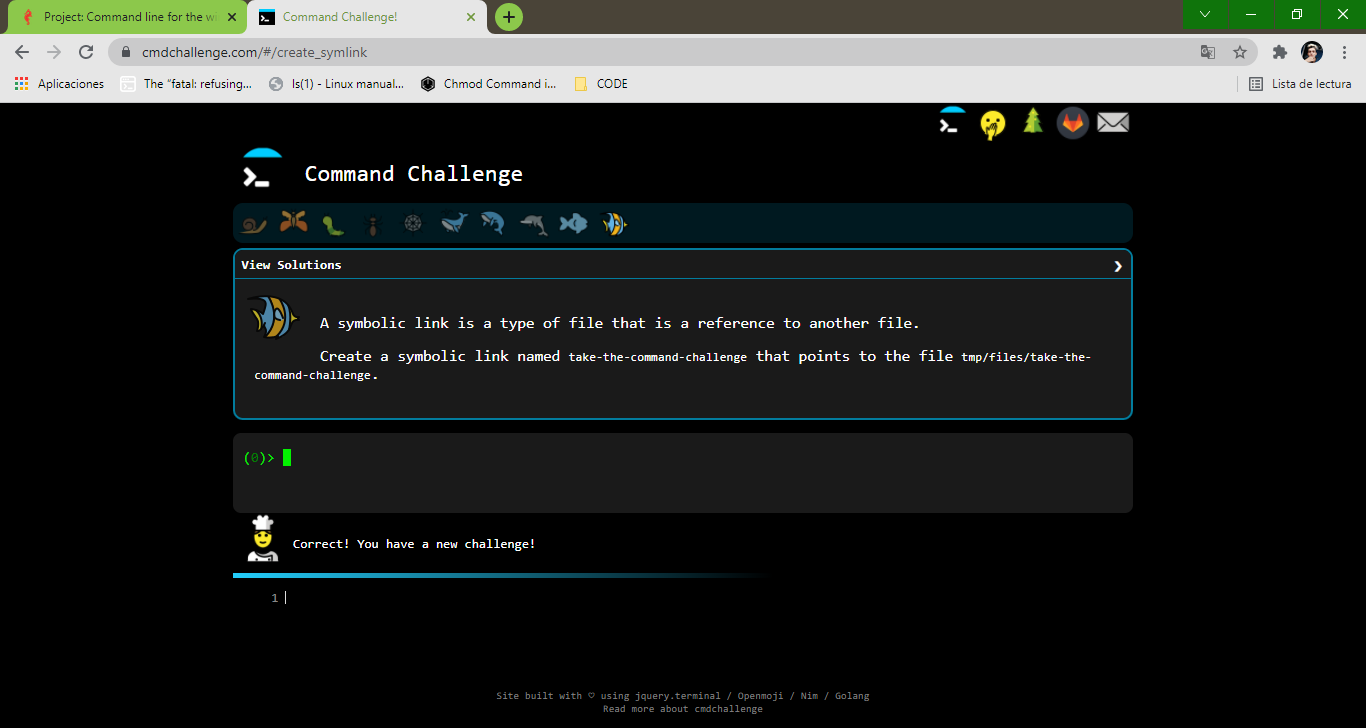 Project: Command line for the w
Command Challenge!
cmdchallenge.com/#/create_symlink
Aplicaciones
The "fatal: refusing...
ls(1) - Linux manual...
Chmod Command i...
CODE
Lista de lectura
Command Challenge
View Solutions
A symbolic link is a type of file that is a reference to another file.
Create a symbolic link named take-the-command-challenge that points to the file tmp/files/take-the-
command-challenge.
(0)>
Correct! You have a new challenge!
1
Site built with ♡ using jquery.terminal / Openmoji / Nim / Golang
Read more about cmdchallenge